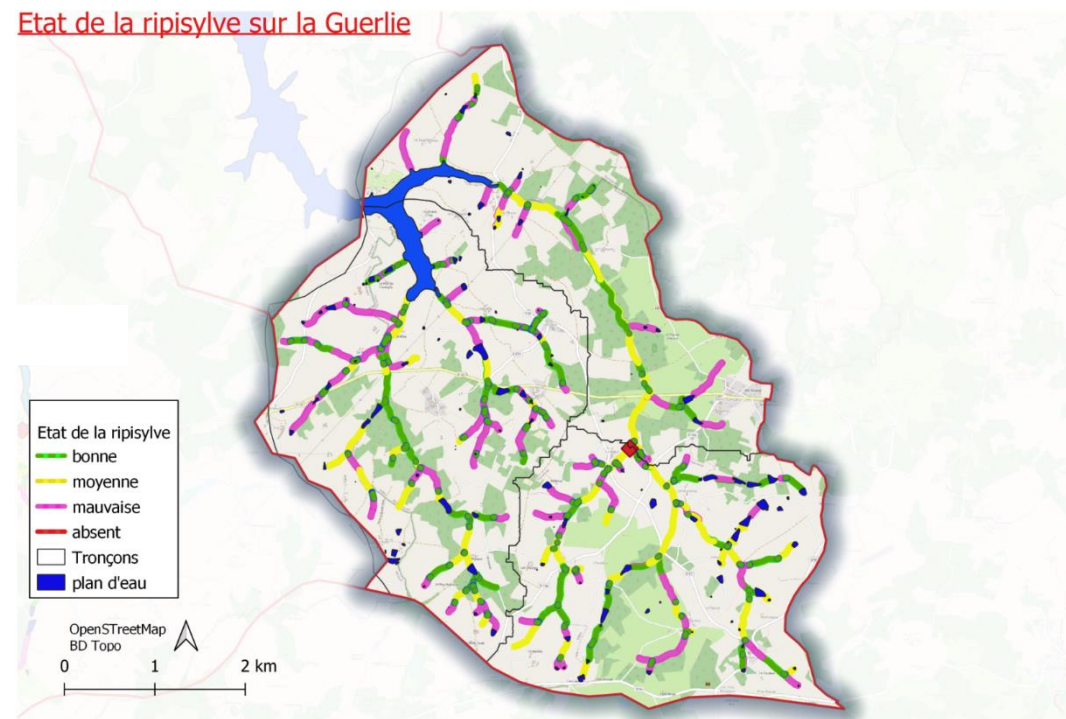 Etat de la ripisylve sur la Guerlie
Etat de la ripisylve
bonne
moyenne
mauvaise
absent
Tronçons
plan d'eau
OpenSTreetMap
BD Topo
0 1 2 km